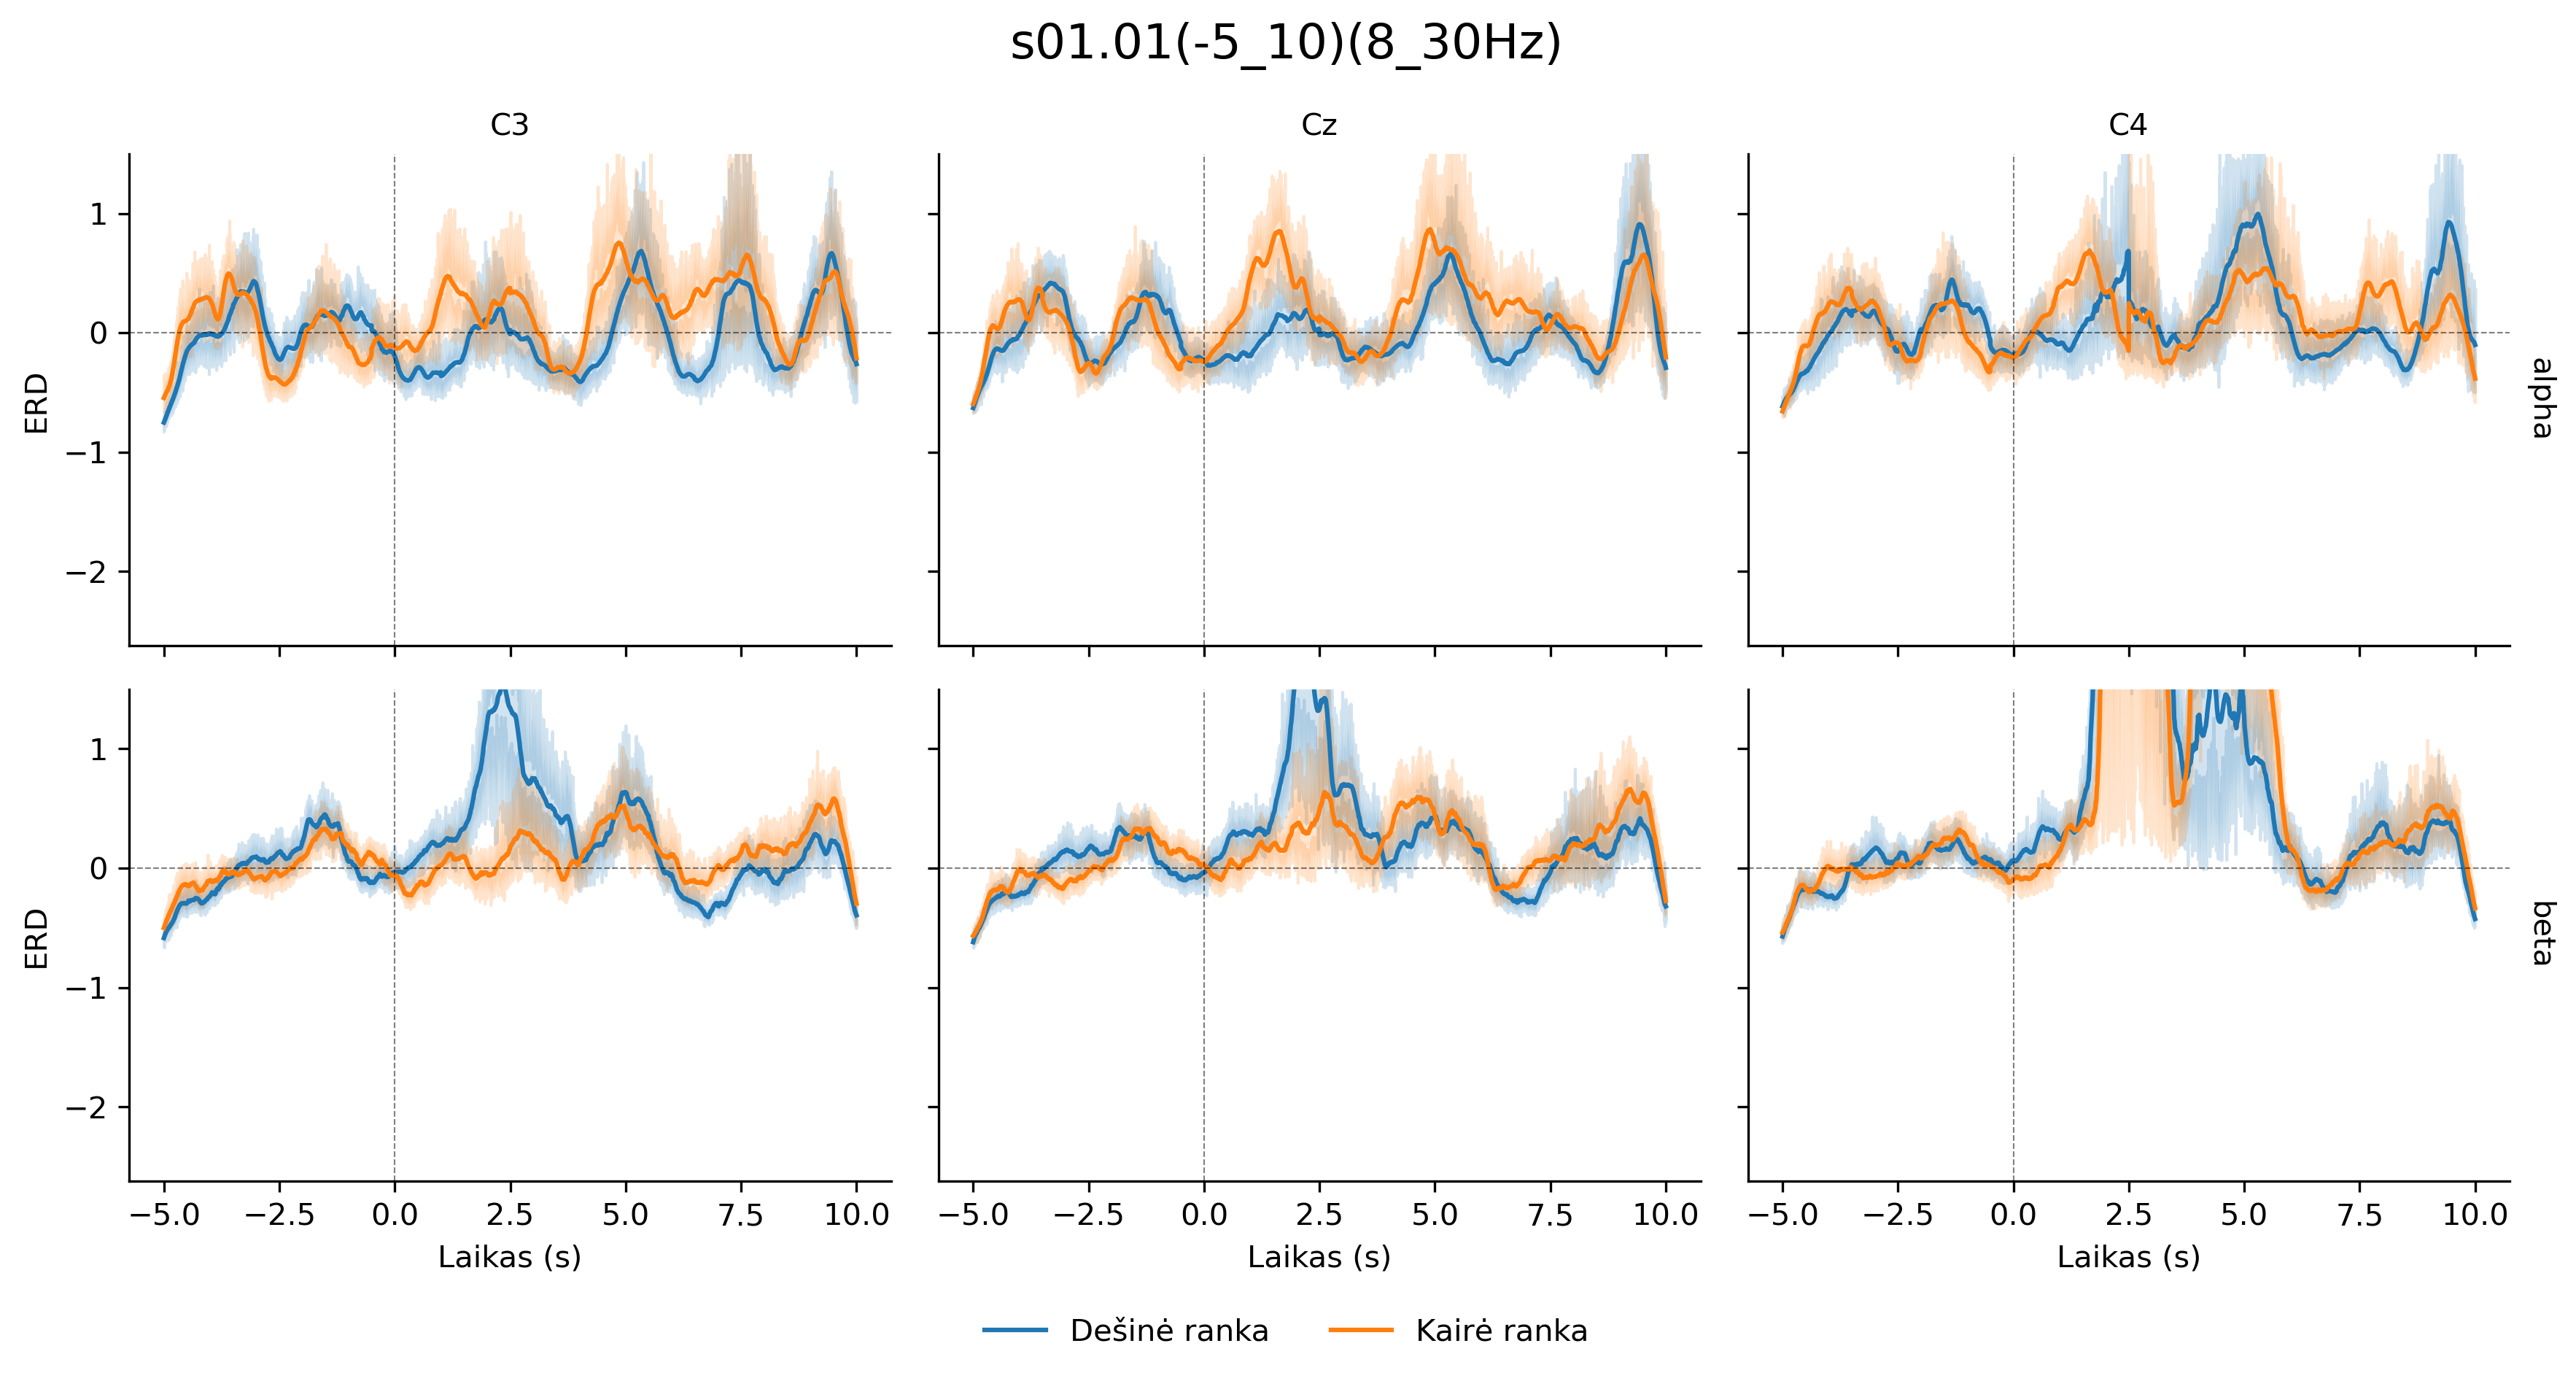 s01.01(-5_10)(8_30Hz)
C3
Cz
C4
1
0
−1
−2
ERD
alpha
1
0
−1
−2
ERD
beta
−5.0 −2.5 0.0 2.5 5.0 7.5 10.0
−5.0 −2.5 0.0 2.5 5.0 7.5 10.0
−5.0 −2.5 0.0 2.5 5.0 7.5 10.0
Laikas (s)
Laikas (s)
Laikas (s)
Dešinė ranka
Kairė ranka